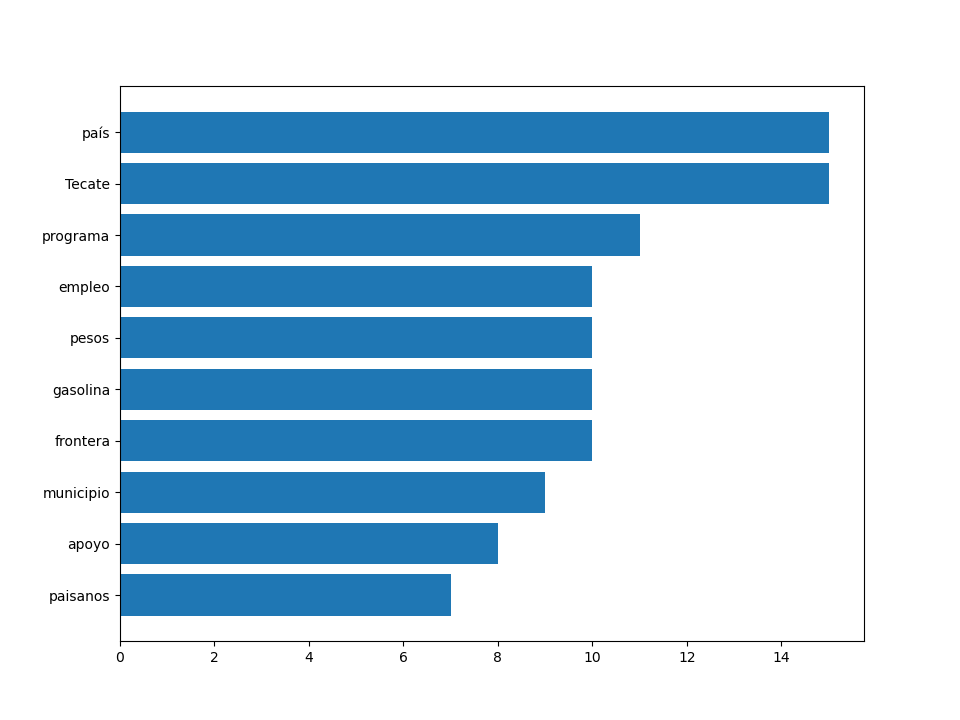 país
Tecate
programa
empleo
pesos
gasolina
frontera
municipio
apoyo
paisanos
0 2 4 6 8 10 12 14